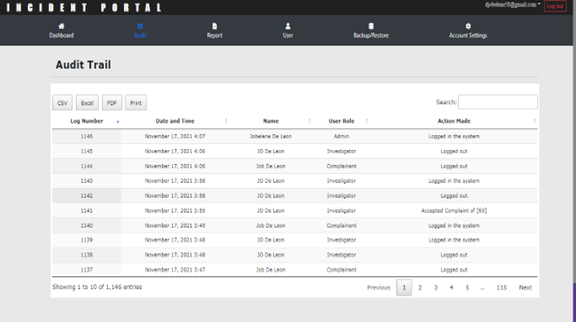 INCIDENT PORTAL
djobelene58@gmail.com
Log out
Dashboard Audit Report User Backup/Restore Account Settings
Audit Trail
CSV Excel PDF Print Search:
Log Number Date and Time Name User Role Action Made
1146 November 17, 2021 4:07 Jobelene De Leon Admin Logged in the system
1145 November 17, 2021 4:06 JO De Leon Investigator Logged out
1144 November 17, 2021 4:06 Job De Leon Complainant Logged out
1143 November 17, 2021 3:58 JO De Leon Investigator Logged in the system
1142 November 17, 2021 3:58 JO De Leon Investigator Logged out
1141 November 17, 2021 3:55 JO De Leon Investigator Accepted Complaint of
1140 November 17, 2021 3:49 Job De Leon Complainant Logged in the system
1139 November 17, 2021 3:48 JO De Leon Investigator Logged in the system
1138 November 17, 2021 3:48 JO De Leon Investigator Logged out
1137 November 17, 2021 3:47 Job De Leon Complainant Logged out
Showing 1 to 10 of 1,146 entries Previous 1 2 3 4 5 ... 115 Next